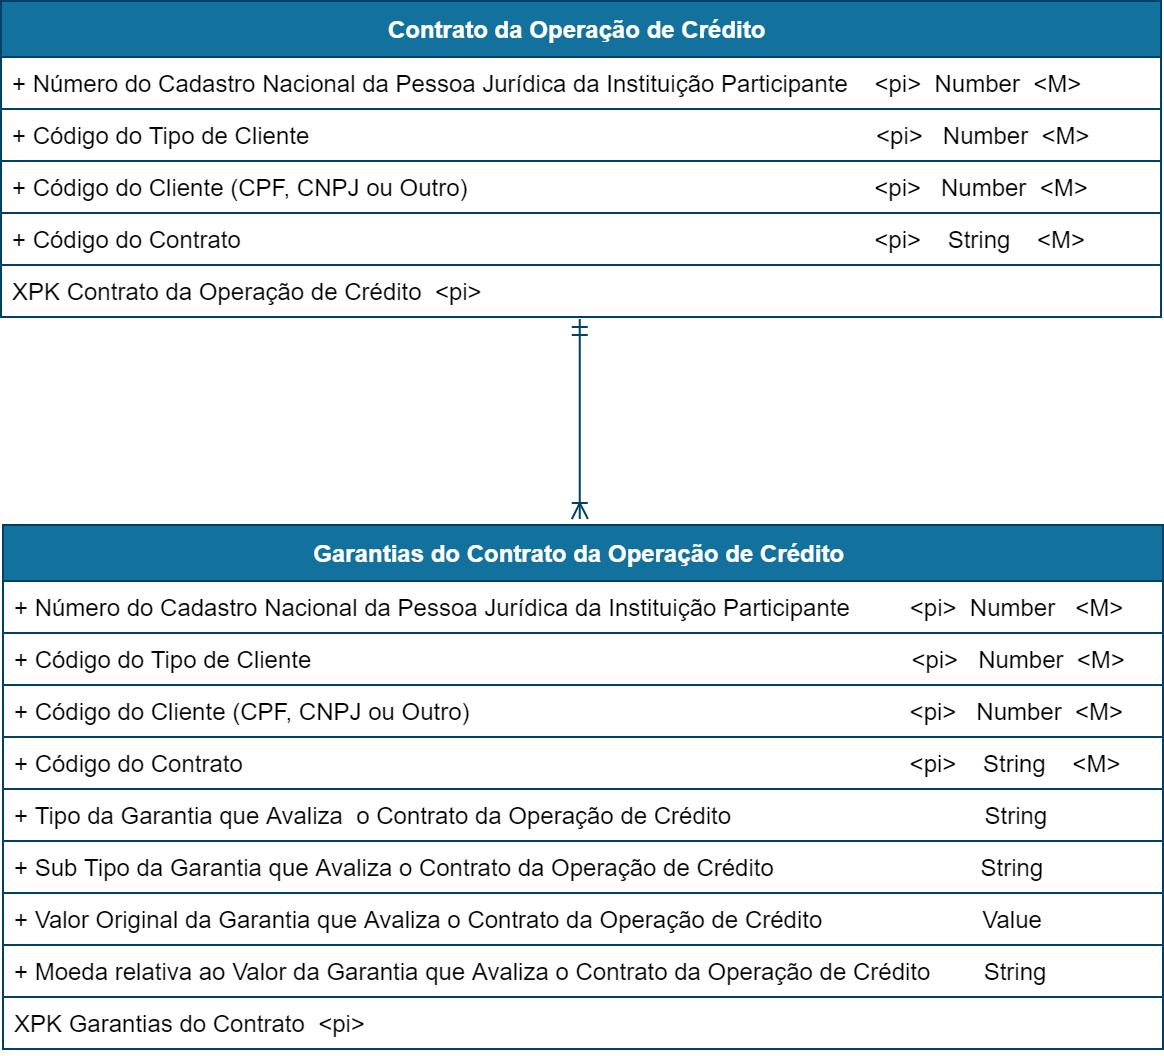 Contrato da Operação de Crédito
+ Número do Cadastro Nacional da Pessoa Jurídica da Instituição Participante <pi> Number <M>
+ Código do Tipo de Cliente <pi> Number <M>
+ Código do Cliente (CPF, CNPJ ou Outro) <pi> Number <M>
+ Código do Contrato <pi> String <M>
XPK Contrato da Operação de Crédito <pi>
Garantias do Contrato da Operação de Crédito
+ Número do Cadastro Nacional da Pessoa Jurídica da Instituição Participante <pi> Number <M>
+ Código do Tipo de Cliente <pi> Number <M>
+ Código do Cliente (CPF, CNPJ ou Outro) <pi> Number <M>
+ Código do Contrato <pi> String <M>
+ Tipo da Garantia que Avaliza o Contrato da Operação de Crédito String
+ Sub Tipo da Garantia que Avaliza o Contrato da Operação de Crédito String
+ Valor Original da Garantia que Avaliza o Contrato da Operação de Crédito Value
+ Moeda relativa ao Valor da Garantia que Avaliza o Contrato da Operação de Crédito String
XPK Garantias do Contrato <pi>